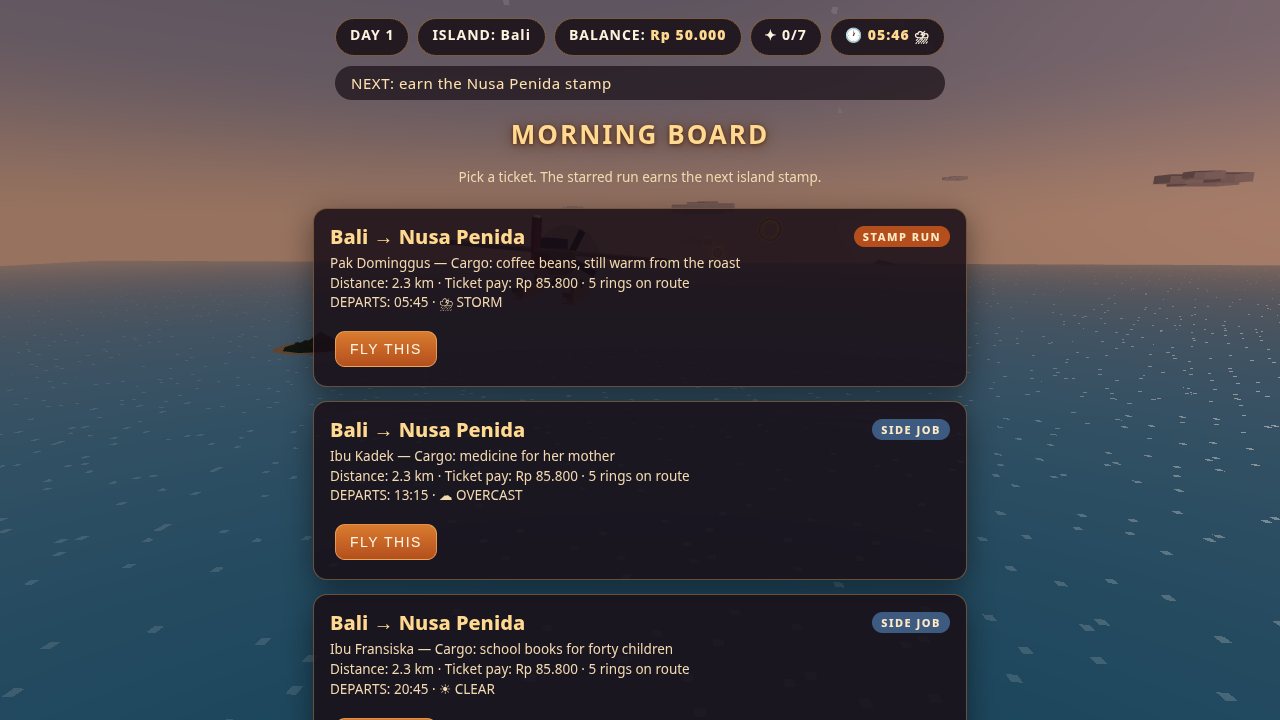 DAY 1 ISLAND: Bali BALANCE: Rp 50.000 ✦ 0/7 🕐 05:46 ⛈
NEXT: earn the Nusa Penida stamp
MORNING BOARD
Pick a ticket. The starred run earns the next island stamp.
Bali → Nusa Penida STAMP RUN
Pak Dominggus — Cargo: coffee beans, still warm from the roast
Distance: 2.3 km · Ticket pay: Rp 85.800 · 5 rings on route
DEPARTS: 05:45 · ⛈ STORM
FLY THIS
Bali → Nusa Penida SIDE JOB
Ibu Kadek — Cargo: medicine for her mother
Distance: 2.3 km · Ticket pay: Rp 85.800 · 5 rings on route
DEPARTS: 13:15 · ☁ OVERCAST
FLY THIS
Bali → Nusa Penida SIDE JOB
Ibu Fransiska — Cargo: school books for forty children
Distance: 2.3 km · Ticket pay: Rp 85.800 · 5 rings on route
DEPARTS: 20:45 · ☀ CLEAR